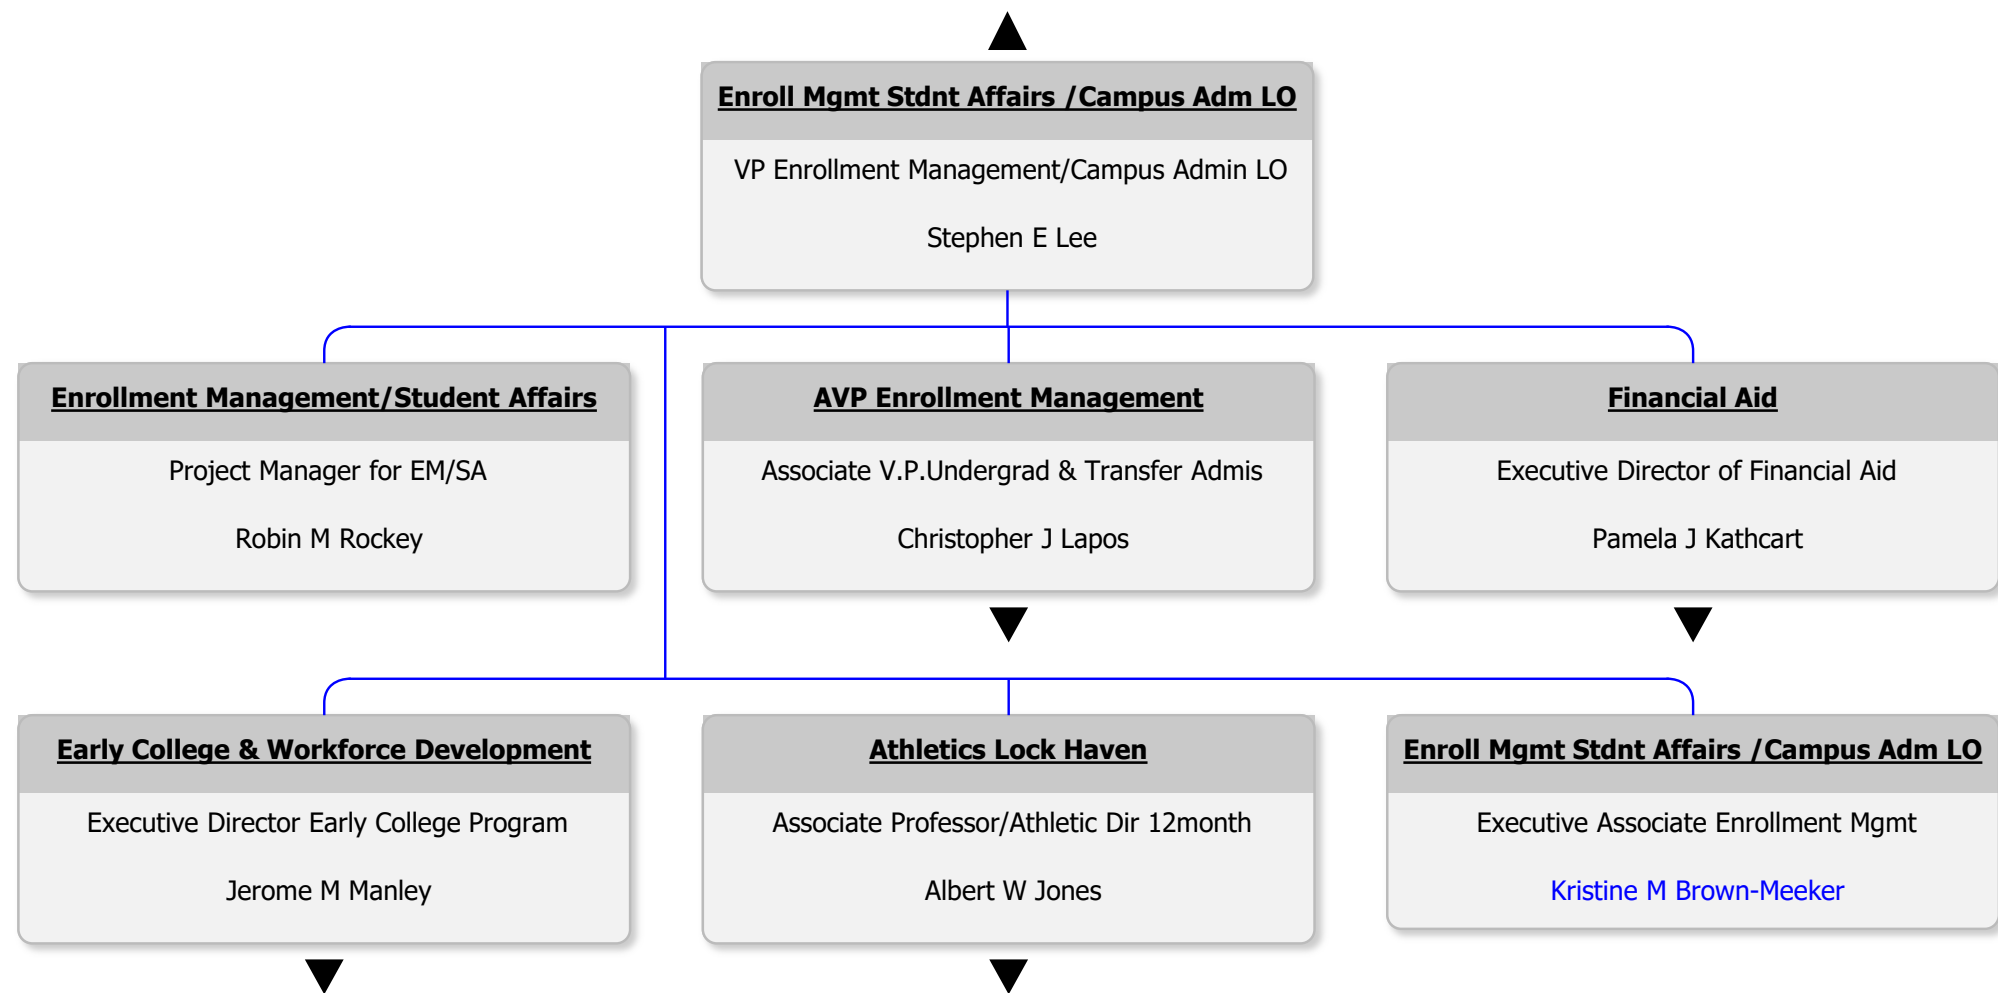 Enroll Mgmt Stdnt Affairs /Campus Adm LO
VP Enrollment Management/Campus Admin LO
Stephen E Lee
Enrollment Management/Student Affairs
Project Manager for EM/SA
Robin M Rockey
AVP Enrollment Management
Associate V.P.Undergrad & Transfer Admis
Christopher J Lapos
Financial Aid
Executive Director of Financial Aid
Pamela J Kathcart
Early College & Workforce Development
Executive Director Early College Program
Jerome M Manley
Athletics Lock Haven
Associate Professor/Athletic Dir 12month
Albert W Jones
Enroll Mgmt Stdnt Affairs /Campus Adm LO
Executive Associate Enrollment Mgmt
Kristine M Brown-Meeker